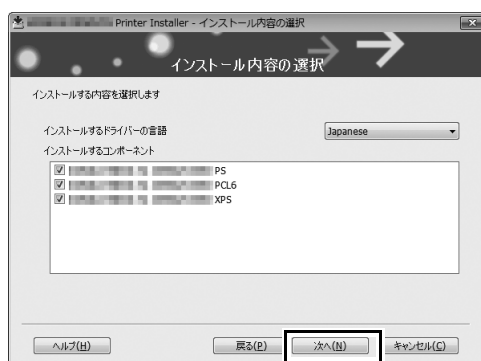 Printer Installer - インストール内容の選択
インストール内容の選択
インストールする内容を選択します
インストールするドライバーの言語 Japanese
インストールするコンポーネント
PS
PCL6
XPS
ヘルプ(H) 戻る(P) 次へ(N) キャンセル(C)